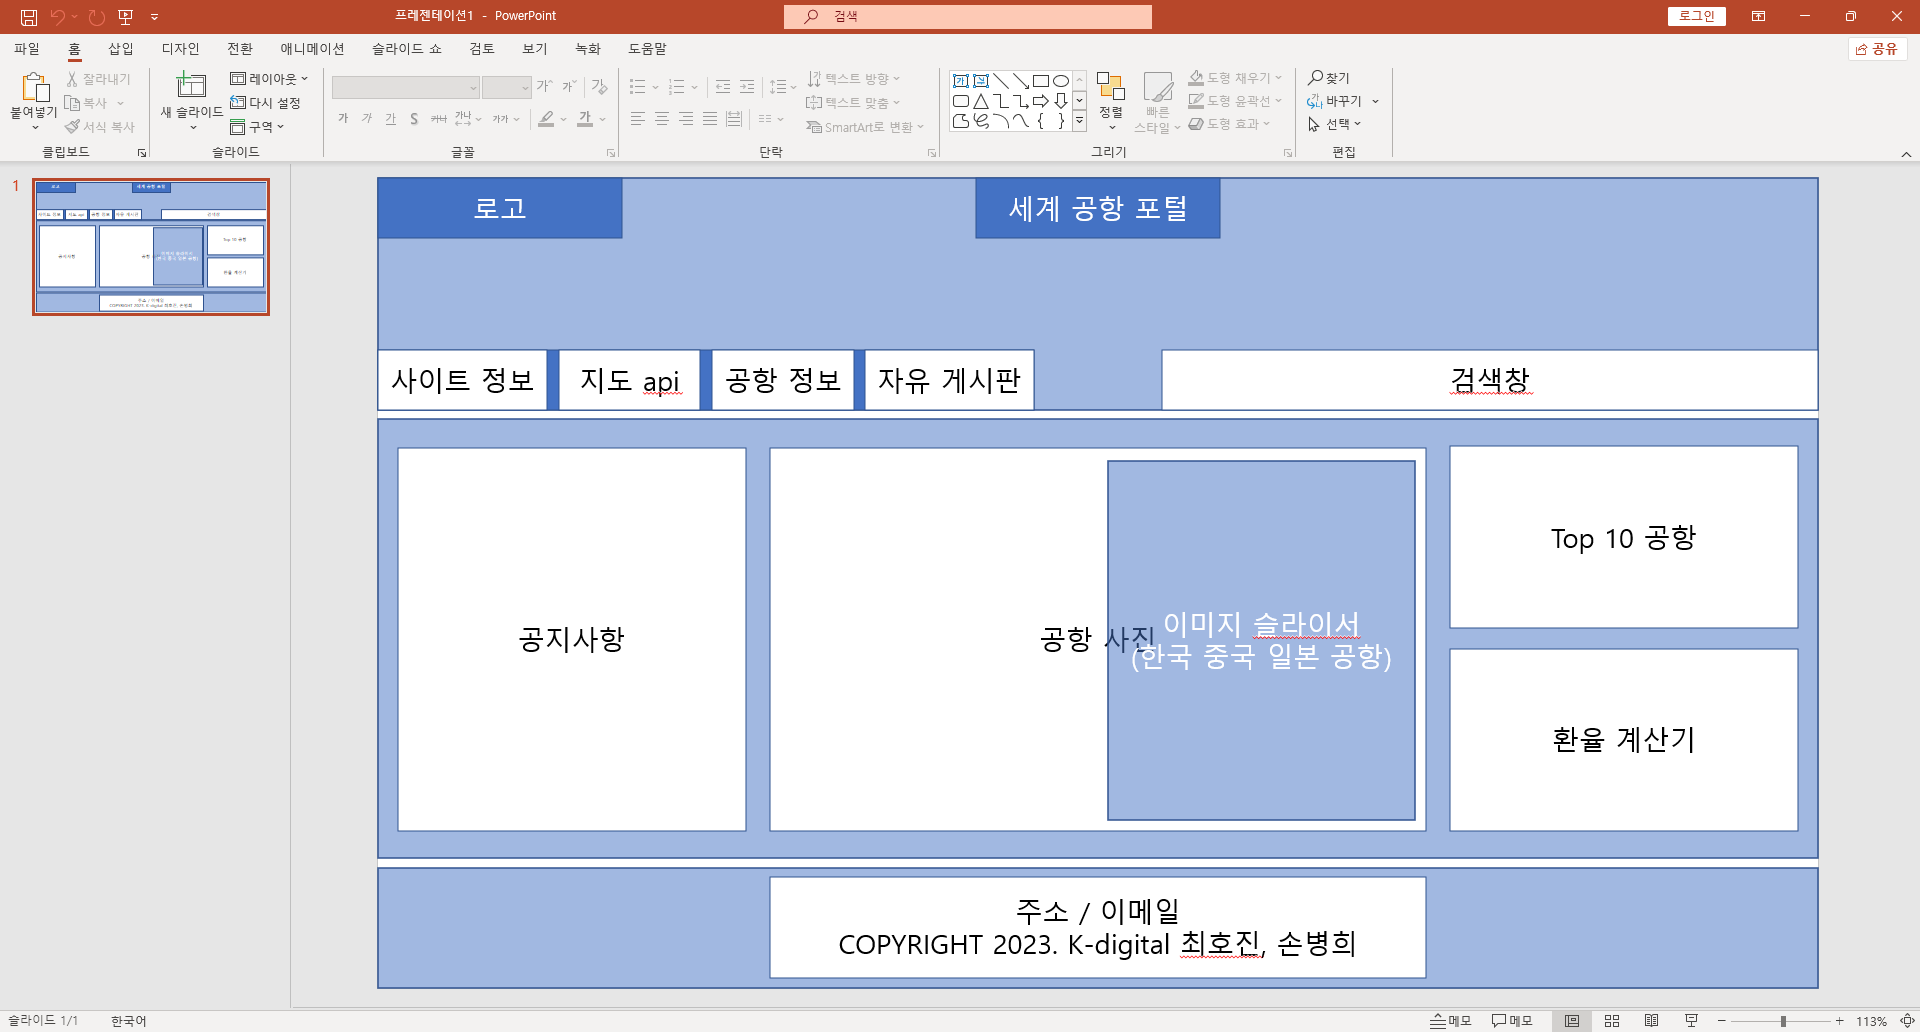 프레젠테이션1 - PowerPoint
검색
로그인
파일 홈 삽입 디자인 전환 애니메이션 슬라이드 쇼 검토 보기 녹화 도움말
공유
붙여넣기
잘라내기
복사
서식 복사
클립보드
새 슬라이드
레이아웃
다시 설정
구역
슬라이드
가 가 가 S 가나 가가 가
글꼴
텍스트 방향
텍스트 맞춤
SmartArt로 변환
단락
정렬
빠른
스타일
도형 채우기
도형 윤곽선
도형 효과
그리기
찾기
바꾸기
선택
편집
1
로고
세계 공항 포털
사이트 정보
지도 api
공항 정보
자유 게시판
검색창
공지사항
공항 사진
이미지 슬라이서
(한국 중국 일본 공항)
Top 10 공항
환율 계산기
주소 / 이메일
COPYRIGHT 2023. K-digital 최호진, 손병희
슬라이드 1/1
한국어
메모
메모
113%